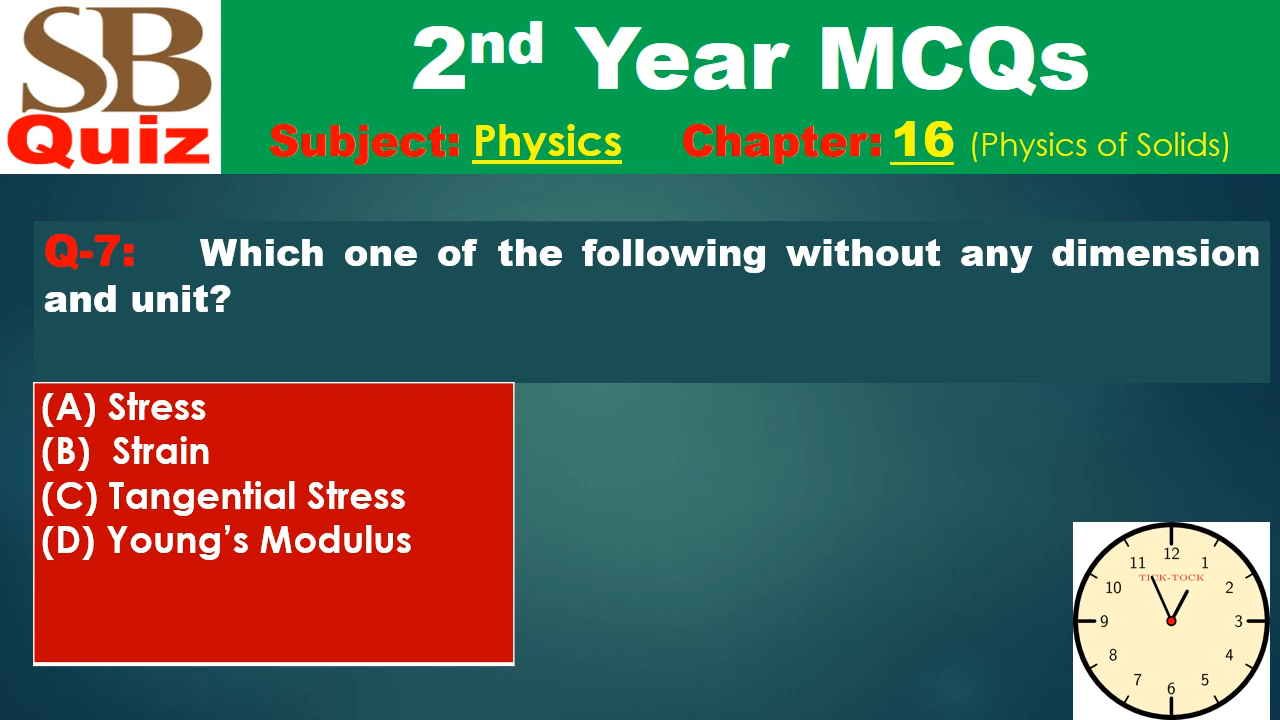 SB
Quiz
2nd Year MCQs
Subject: Physics Chapter: 16 (Physics of Solids)
Q-7: Which one of the following without any dimension
and unit?
(A) Stress
(B) Strain
(C) Tangential Stress
(D) Young’s Modulus
12
11
1
TICK-TOCK
10
2
9
3
8
4
7
5
6